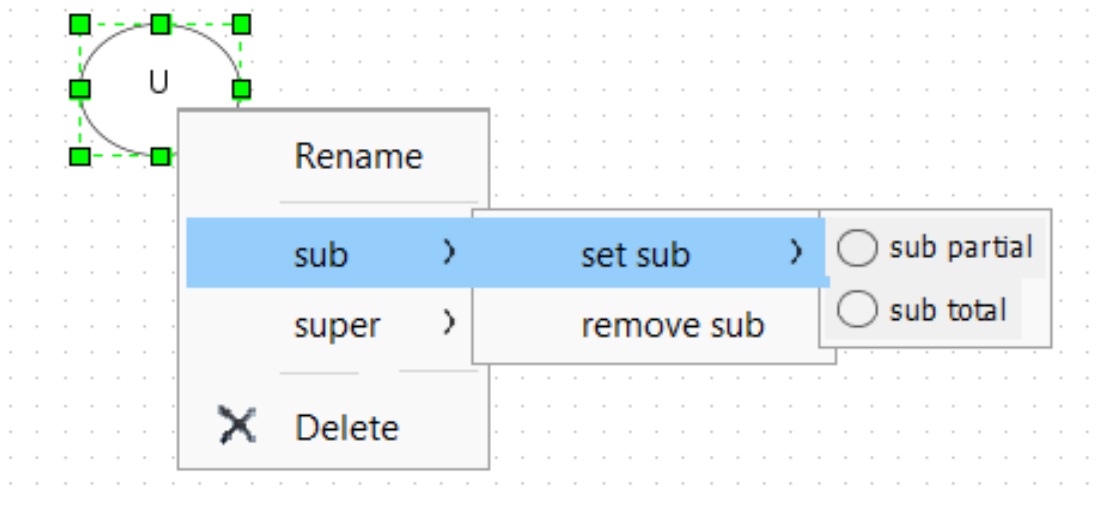 U
Rename
sub
set sub
sub partial
sub total
super
remove sub
Delete